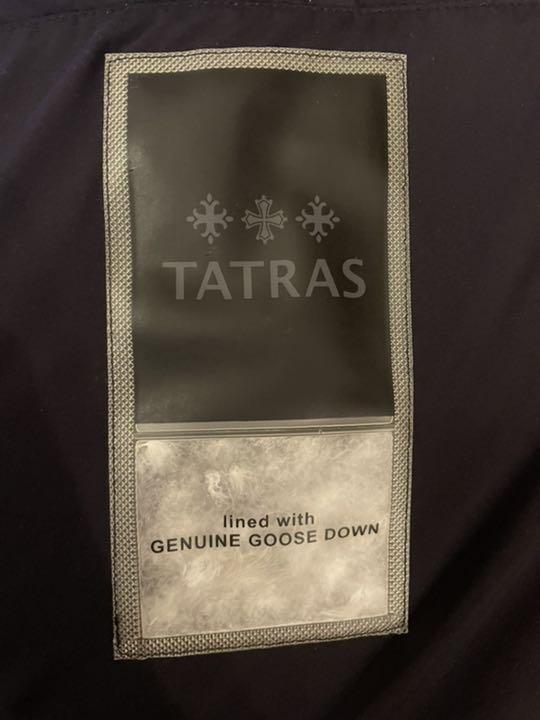 TATRAS
lined with
GENUINE GOOSE DOWN